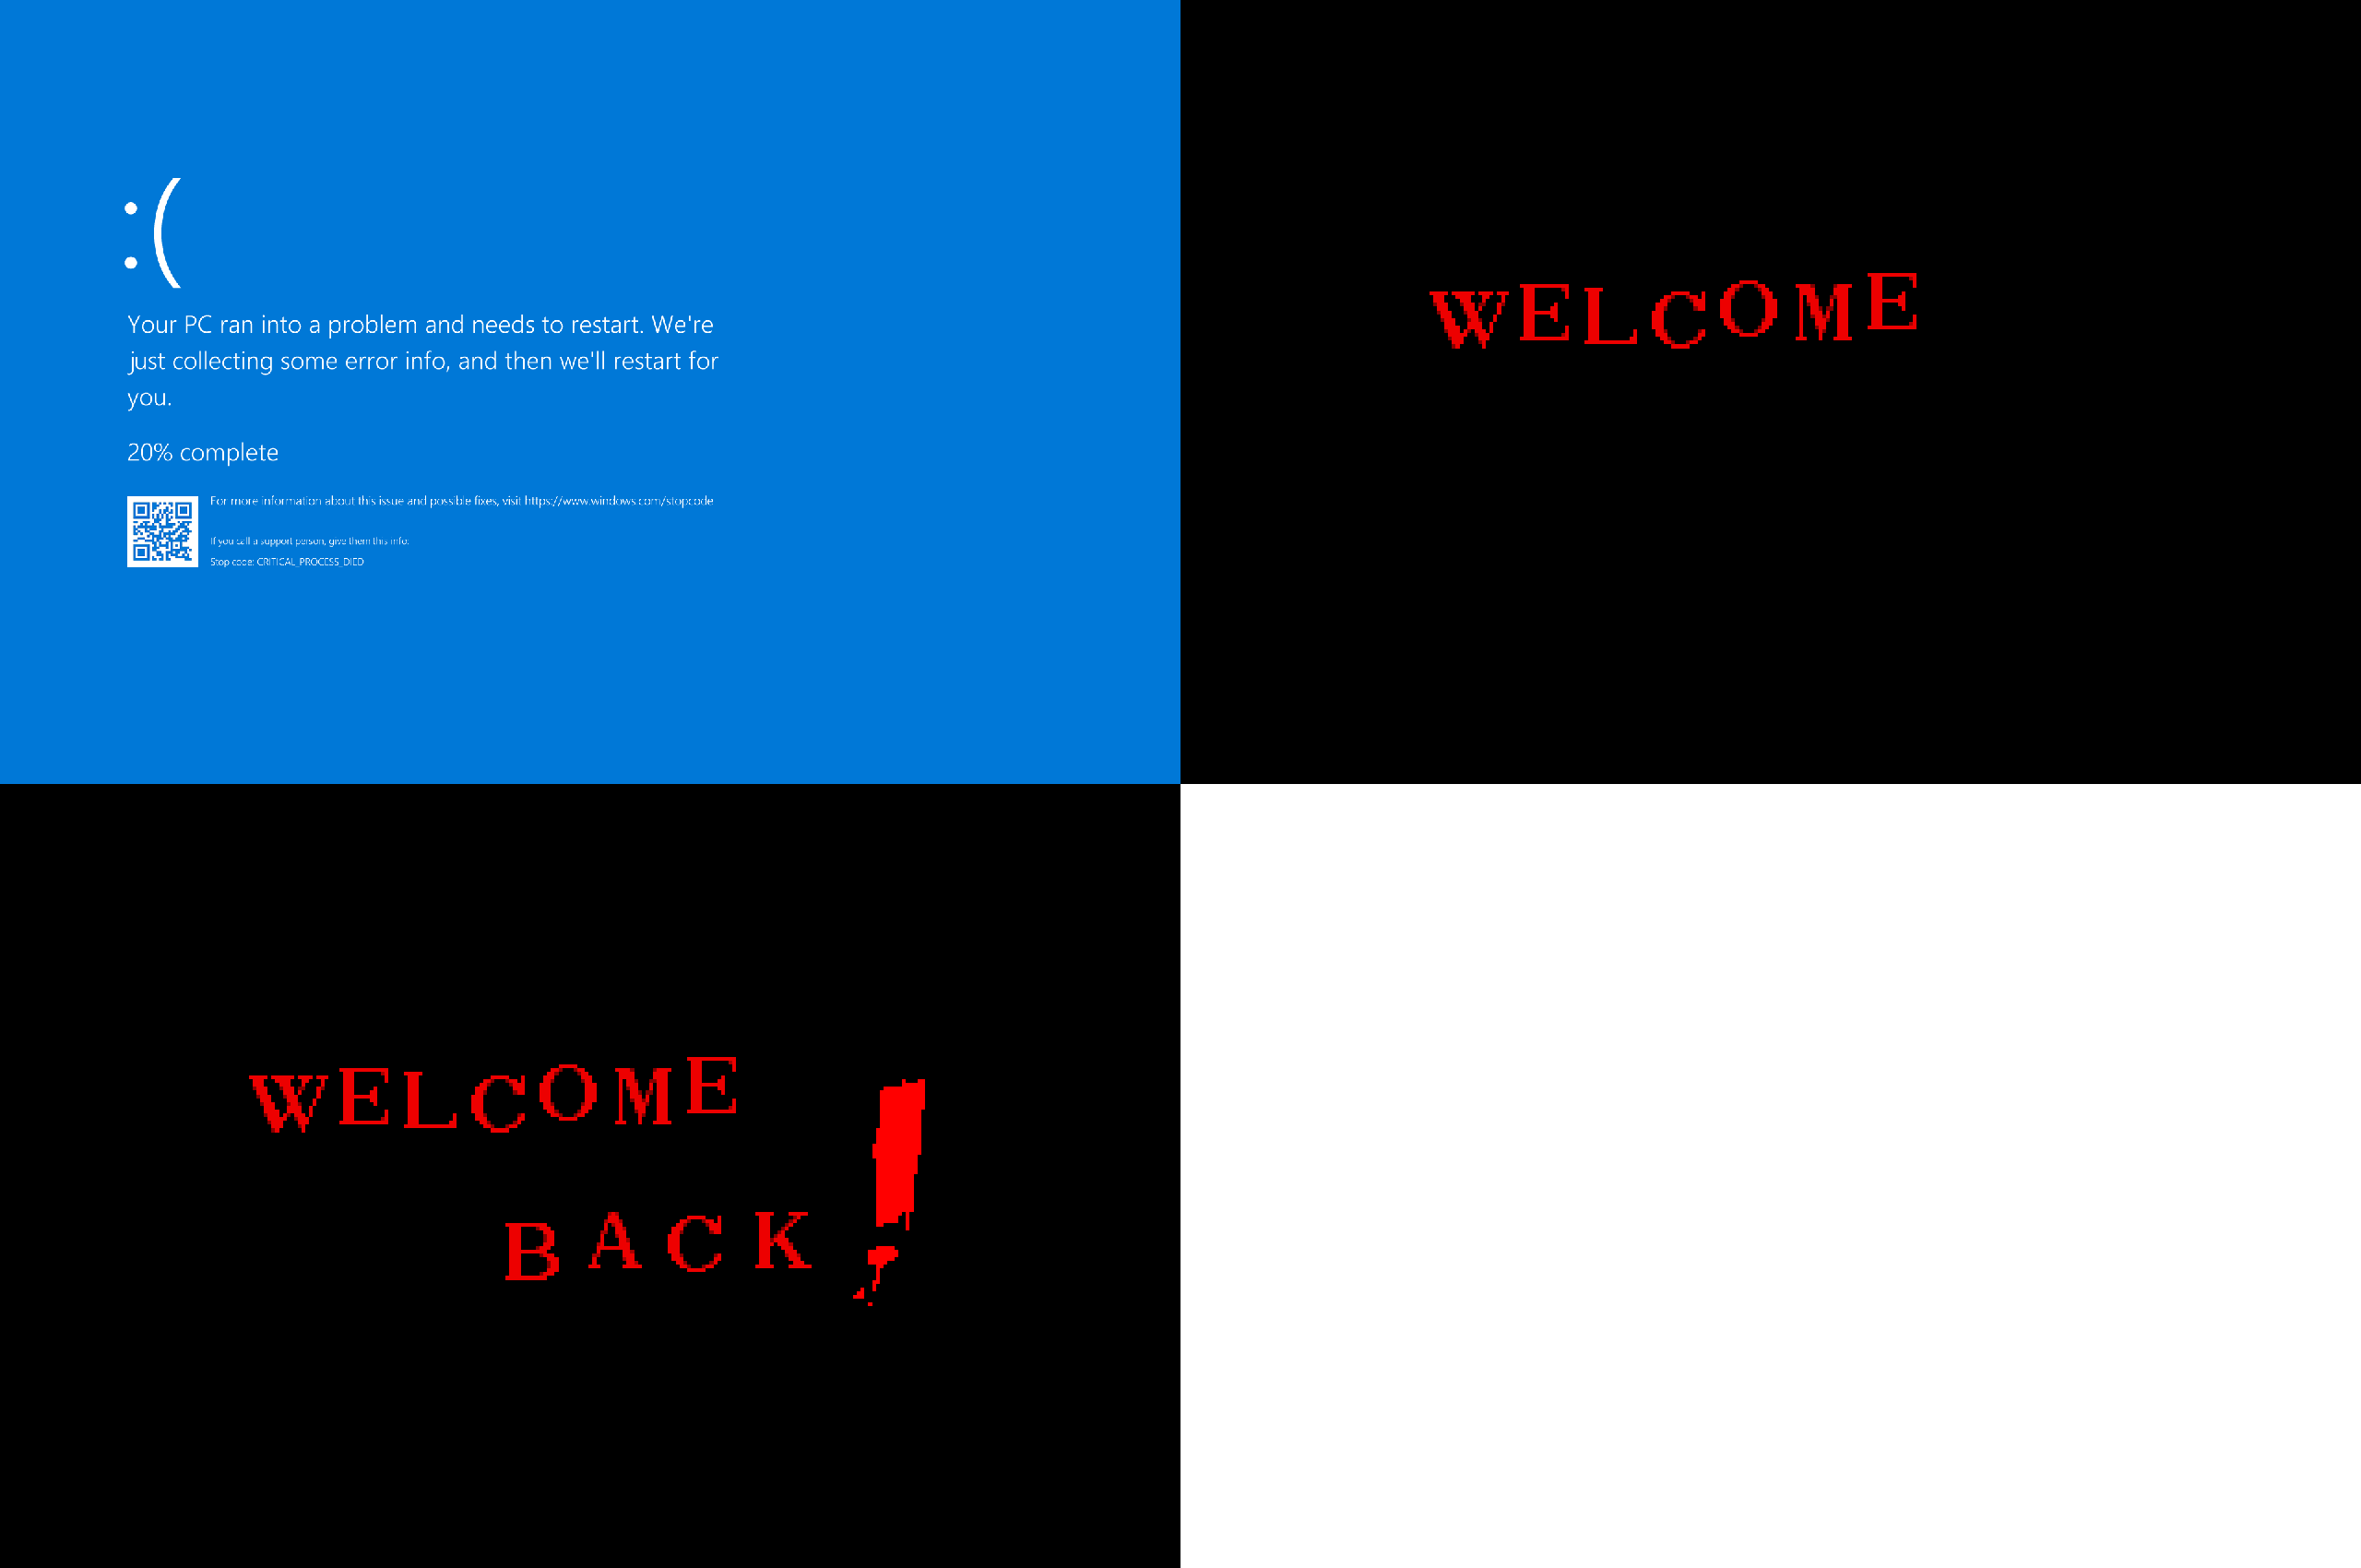 :(
Your PC ran into a problem and needs to restart. We're
just collecting some error info, and then we'll restart for
you.
20% complete
For more information about this issue and possible fixes, visit https://www.windows.com/stopcode
If you call a support person, give them this info:
Stop code: CRITICAL_PROCESS_DIED
WELCOME
WELCOME
BACK!